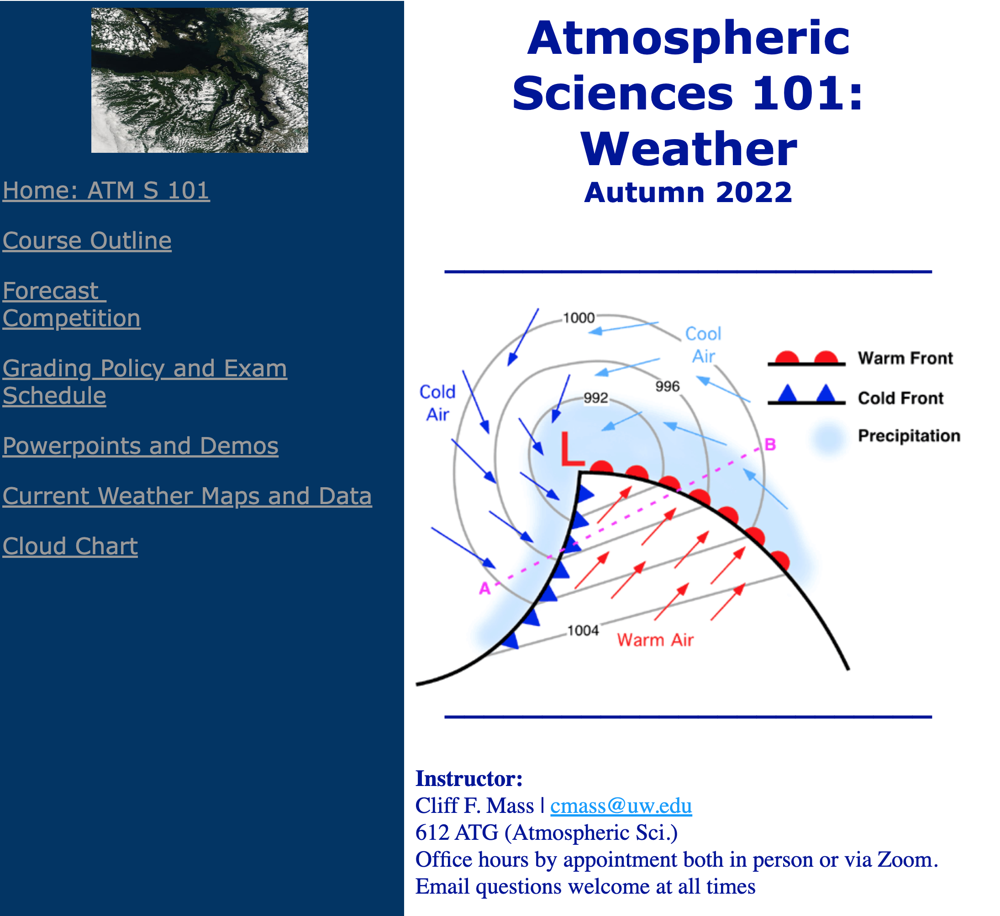 Home: ATM S 101
Course Outline
Forecast
Competition
Grading Policy and Exam
Schedule
Powerpoints and Demos
Current Weather Maps and Data
Cloud Chart
Atmospheric
Sciences 101:
Weather
Autumn 2022
1000
Cool
Air
Warm Front
996
Cold
Air
992
Cold Front
Precipitation
L
B
A
1004
Warm Air
Instructor:
Cliff F. Mass | cmass@uw.edu
612 ATG (Atmospheric Sci.)
Office hours by appointment both in person or via Zoom.
Email questions welcome at all times